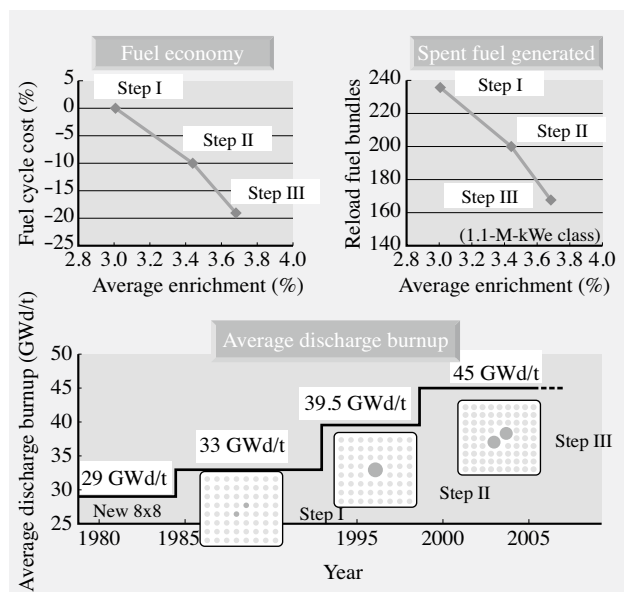 Fuel economy
Fuel cycle cost (%)
5
0
-5
-10
-15
-20
-25
Step I
Step II
Step III
2.8 3.0 3.2 3.4 3.6 3.8 4.0
Average enrichment (%)
Spent fuel generated
Reload fuel bundles
240
220
200
180
160
140
Step I
Step II
Step III
(1.1-M-kWe class)
2.8 3.0 3.2 3.4 3.6 3.8 4.0
Average enrichment (%)
Average discharge burnup
Average discharge burnup (GWd/t)
50
45
45
35
33
29
25
29 GWd/t
33 GWd/t
39.5 GWd/t
45 GWd/t
New 8x8
Step I
Step II
Step III
1980 1985 1995 2000 2005
Year